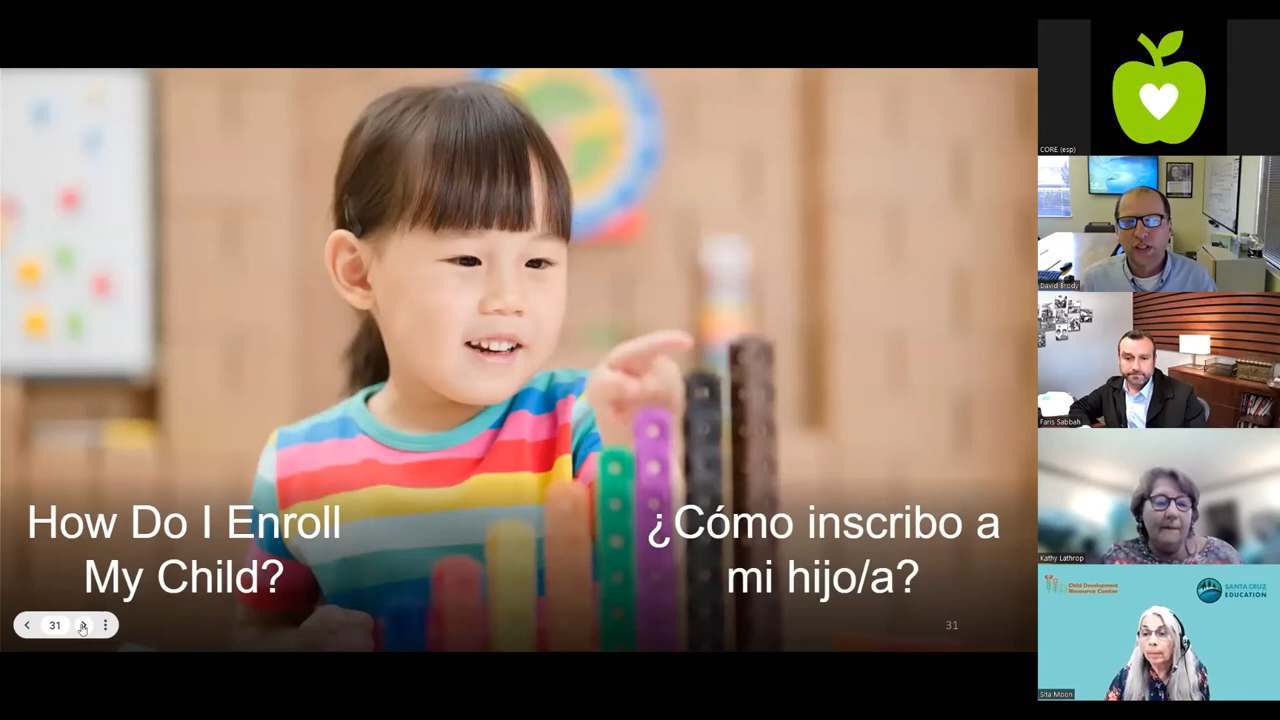 How Do I Enroll
My Child?
¿Cómo inscribo a
mi hijo/a?
31
31
CORE (esp)
David Brody
Faris Sabbah
Kathy Lathrop
Child Development
Resource Center
SANTA CRUZ
EDUCATION
Sita Moon